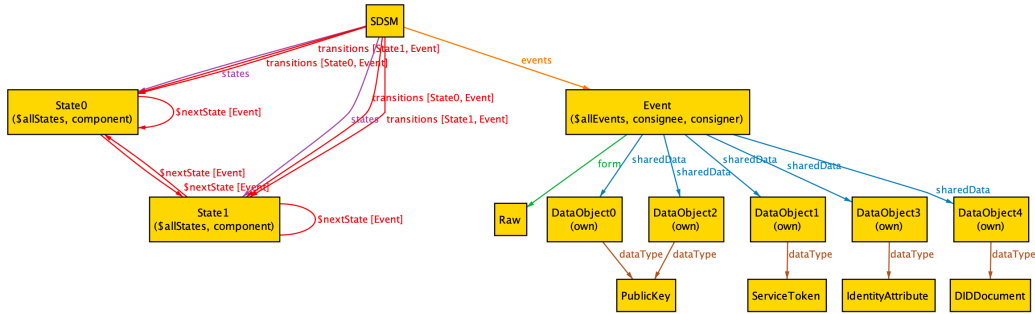 SDSM
transitions [State1, Event]
transitions [State0, Event]
states
events
State0
($allStates, component)
$nextState [Event]
transitions [State0, Event]
states
transitions [State1, Event]
Event
($allEvents, consignee, consigner)
$nextState [Event]
$nextState [Event]
form
sharedData
sharedData
sharedData
sharedData
sharedData
State1
($allStates, component)
$nextState [Event]
Raw
DataObject0
(own)
DataObject2
(own)
DataObject1
(own)
DataObject3
(own)
DataObject4
(own)
dataType
dataType
dataType
dataType
dataType
PublicKey
ServiceToken
IdentityAttribute
DIDDocument